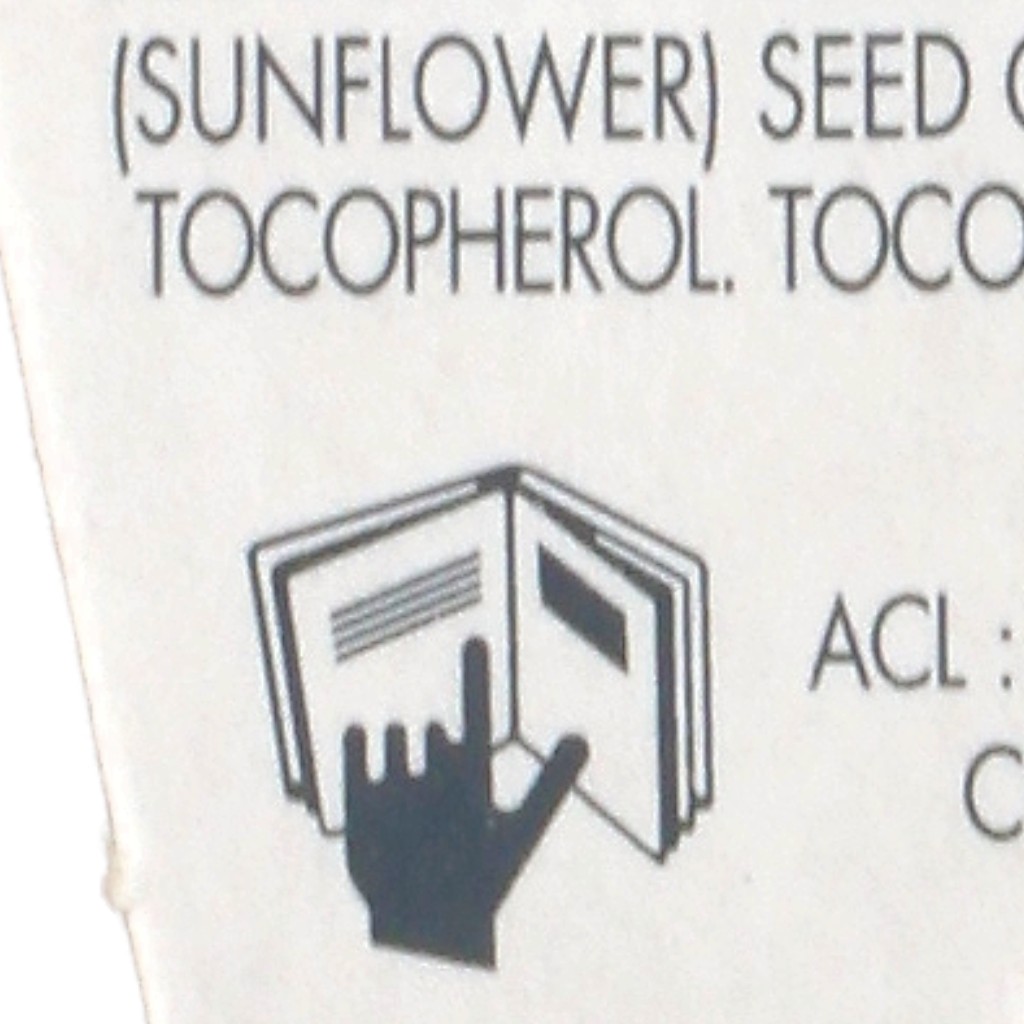 (SUNFLOWER) SEED
TOCOPHEROL. TOCO
ACL :
C